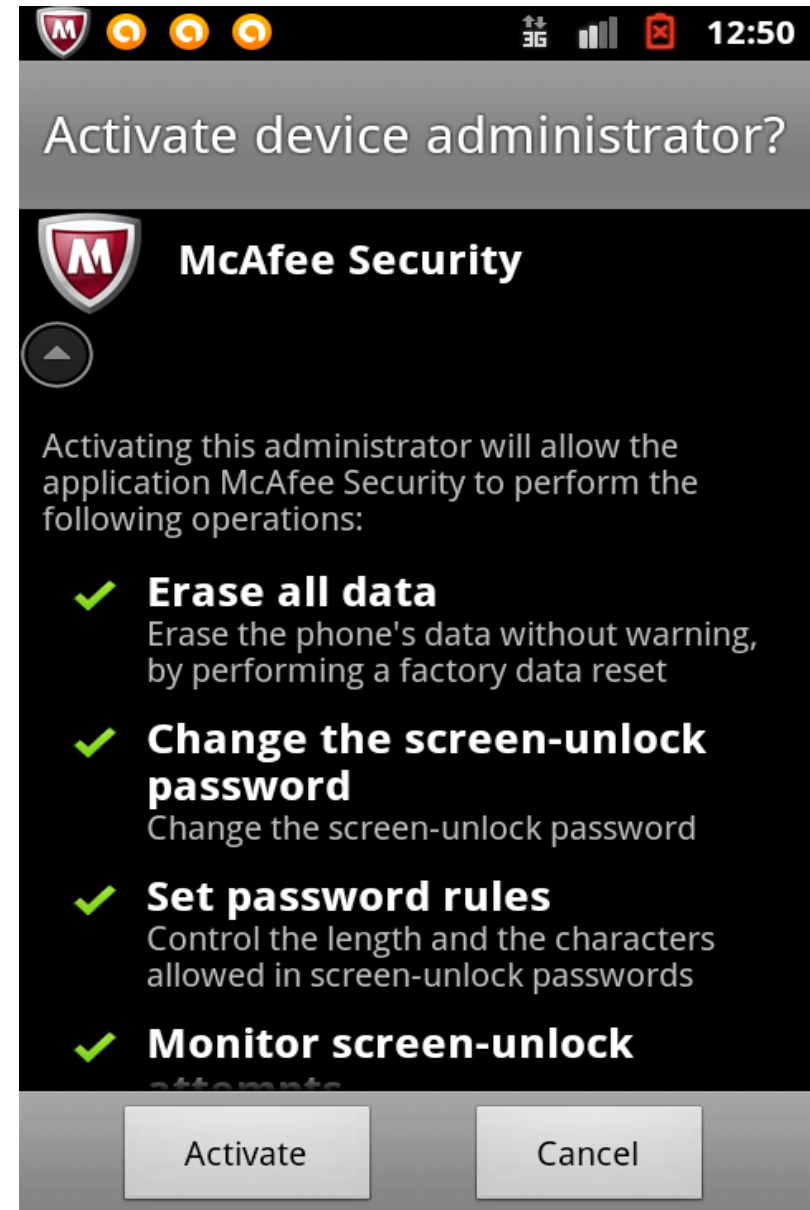 3G 12:50
Activate device administrator?
McAfee Security
Activating this administrator will allow the
application McAfee Security to perform the
following operations:
Erase all data
Erase the phone's data without warning,
by performing a factory data reset
Change the screen-unlock
password
Change the screen-unlock password
Set password rules
Control the length and the characters
allowed in screen-unlock passwords
Monitor screen-unlock
attempts
Activate Cancel